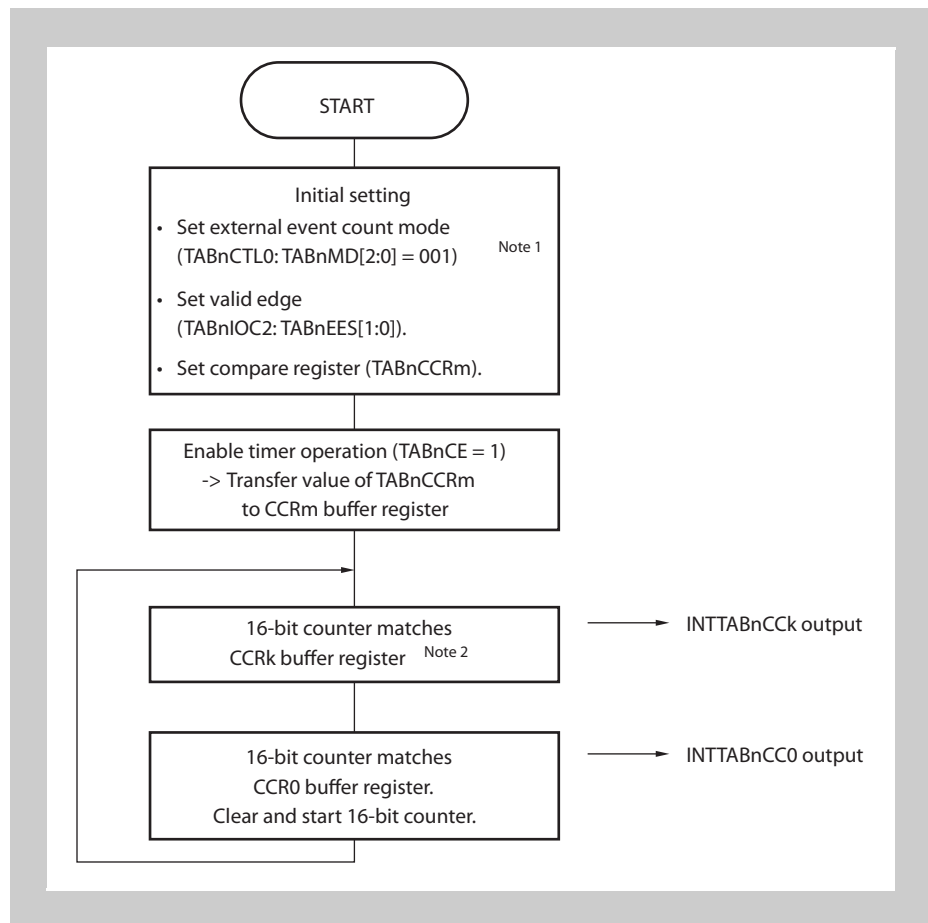 START
Initial setting
• Set external event count mode
(TABnCTL0: TABnMD[2:0] = 001) Note 1
• Set valid edge
(TABnIOC2: TABnEES[1:0]).
• Set compare register (TABnCCRm).
Enable timer operation (TABnCE = 1)
-> Transfer value of TABnCCRm
to CCRm buffer register
16-bit counter matches
CCRk buffer register Note 2
INTTABnCCk output
16-bit counter matches
CCR0 buffer register.
Clear and start 16-bit counter.
INTTABnCC0 output